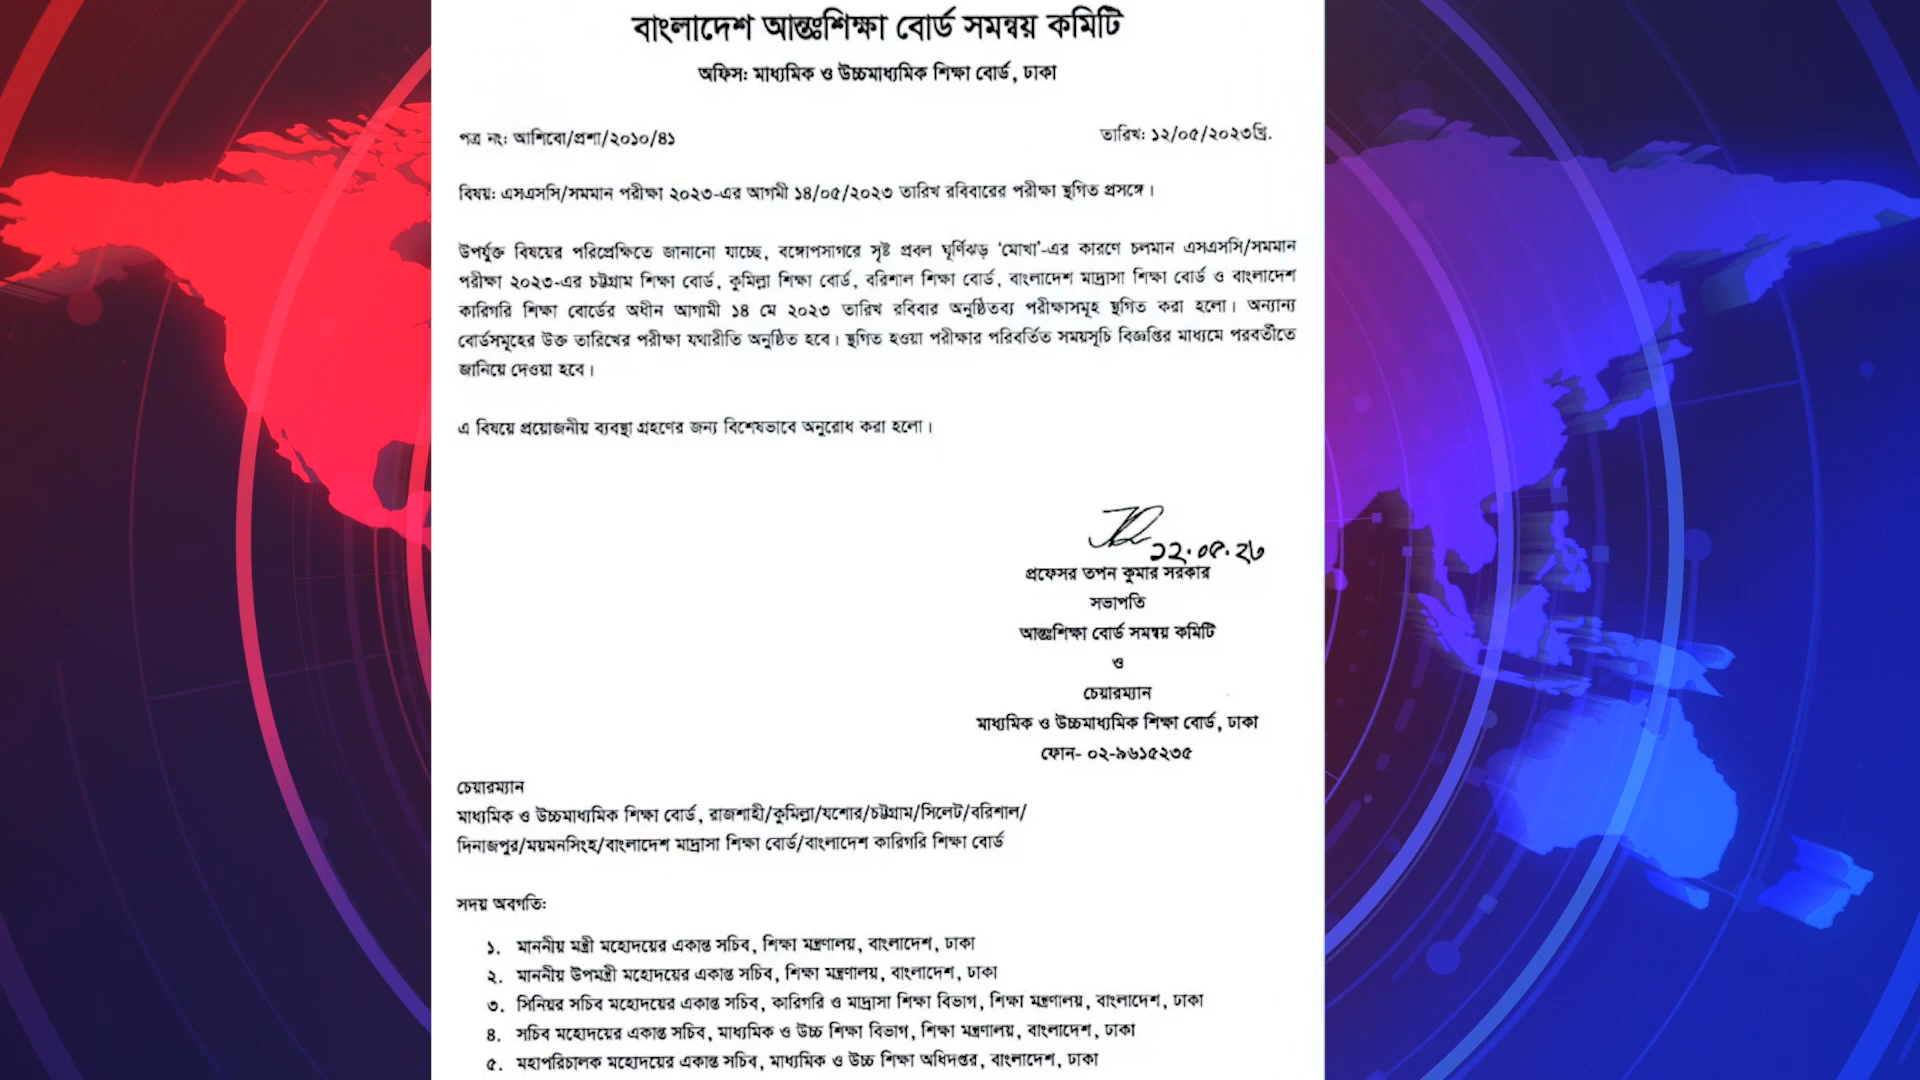 বাংলাদেশ আন্তঃশিক্ষা বোর্ড সমন্বয় কমিটি
অফিস: মাধ্যমিক ও উচ্চমাধ্যমিক শিক্ষা বোর্ড, ঢাকা
পত্র নং: আশিবো/প্রশা/২০১০/৪১
তারিখ: ১২/০৫/২০২৩খ্রি.
বিষয়: এসএসসি/সমমান পরীক্ষা ২০২৩-এর আগমী ১৪/০৫/২০২৩ তারিখ রবিবারের পরীক্ষা স্থগিত প্রসঙ্গে।
উপর্যুক্ত বিষয়ের পরিপ্রেক্ষিতে জানানো যাচ্ছে, বঙ্গোপসাগরে সৃষ্ট প্রবল ঘূর্ণিঝড় ‘মোখা’-এর কারণে চলমান এসএসসি/সমমান
পরীক্ষা ২০২৩-এর চট্টগ্রাম শিক্ষা বোর্ড, কুমিল্লা শিক্ষা বোর্ড, বরিশাল শিক্ষা বোর্ড, বাংলাদেশ মাদ্রাসা শিক্ষা বোর্ড ও বাংলাদেশ
কারিগরি শিক্ষা বোর্ডের অধীন আগামী ১৪ মে ২০২৩ তারিখ রবিবার অনুষ্ঠিতব্য পরীক্ষাসমূহ স্থগিত করা হলো। অন্যান্য
বোর্ডসমূহের উক্ত তারিখের পরীক্ষা যথারীতি অনুষ্ঠিত হবে। স্থগিত হওয়া পরীক্ষার পরিবর্তিত সময়সূচি বিজ্ঞপ্তির মাধ্যমে পরবর্তীতে
জানিয়ে দেওয়া হবে।
এ বিষয়ে প্রয়োজনীয় ব্যবস্থা গ্রহণের জন্য বিশেষভাবে অনুরোধ করা হলো।
১২.০৫.২৩
প্রফেসর তপন কুমার সরকার
সভাপতি
আন্তঃশিক্ষা বোর্ড সমন্বয় কমিটি
ও
চেয়ারম্যান
মাধ্যমিক ও উচ্চমাধ্যমিক শিক্ষা বোর্ড, ঢাকা
ফোন- ০২-৯৬১৫২৩৫
চেয়ারম্যান
মাধ্যমিক ও উচ্চমাধ্যমিক শিক্ষা বোর্ড, রাজশাহী/কুমিল্লা/যশোর/চট্টগ্রাম/সিলেট/বরিশাল/
দিনাজপুর/ময়মনসিংহ/বাংলাদেশ মাদ্রাসা শিক্ষা বোর্ড/বাংলাদেশ কারিগরি শিক্ষা বোর্ড
সদয় অবগতি:
১. মাননীয় মন্ত্রী মহোদয়ের একান্ত সচিব, শিক্ষা মন্ত্রণালয়, বাংলাদেশ, ঢাকা
২. মাননীয় উপমন্ত্রী মহোদয়ের একান্ত সচিব, শিক্ষা মন্ত্রণালয়, বাংলাদেশ, ঢাকা
৩. সিনিয়র সচিব মহোদয়ের একান্ত সচিব, কারিগরি ও মাদ্রাসা শিক্ষা বিভাগ, শিক্ষা মন্ত্রণালয়, বাংলাদেশ, ঢাকা
৪. সচিব মহোদয়ের একান্ত সচিব, মাধ্যমিক ও উচ্চ শিক্ষা বিভাগ, শিক্ষা মন্ত্রণালয়, বাংলাদেশ, ঢাকা
৫. মহাপরিচালক মহোদয়ের একান্ত সচিব, মাধ্যমিক ও উচ্চ শিক্ষা অধিদপ্তর, বাংলাদেশ, ঢাকা